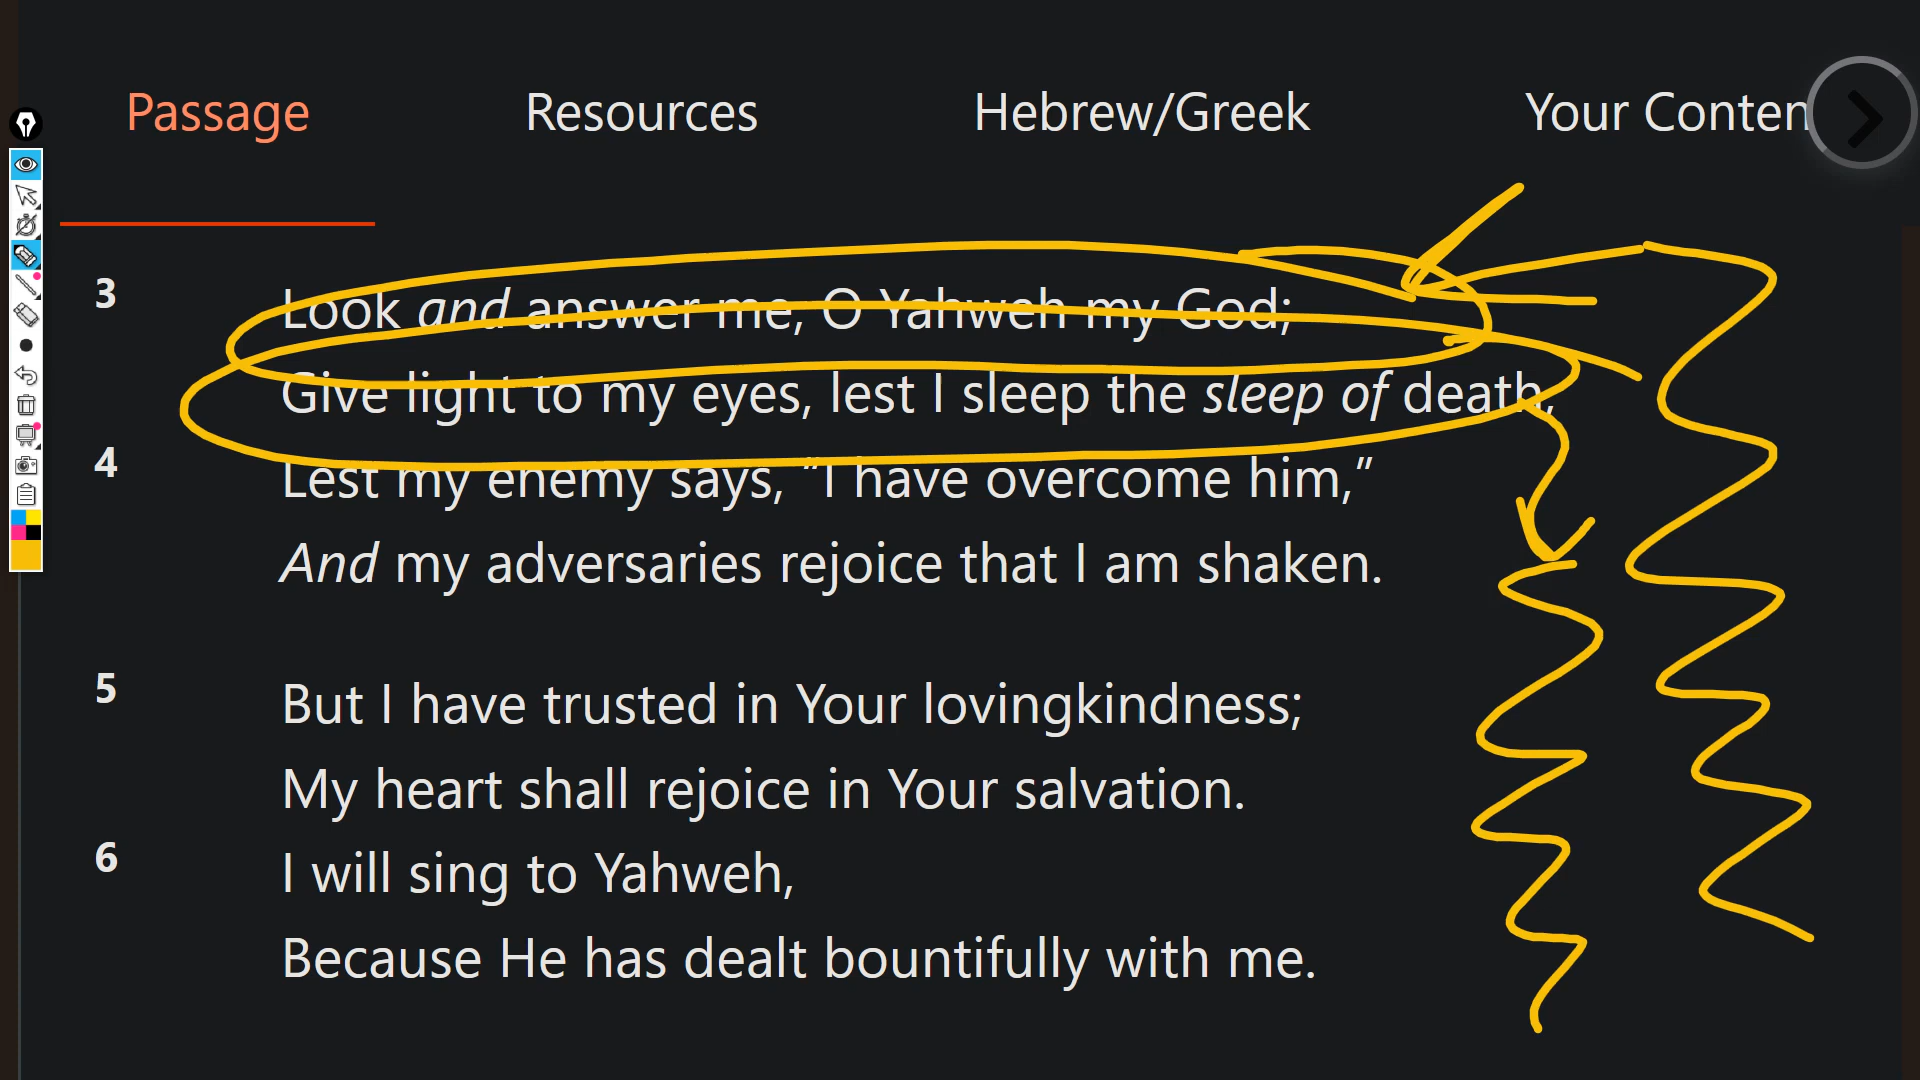 Passage Resources Hebrew/Greek Your Conten
3 Look and answer me, O Yahweh my God;
Give light to my eyes, lest I sleep the sleep of death,
4 Lest my enemy says, “I have overcome him,”
And my adversaries rejoice that I am shaken.
5 But I have trusted in Your lovingkindness;
My heart shall rejoice in Your salvation.
6 I will sing to Yahweh,
Because He has dealt bountifully with me.